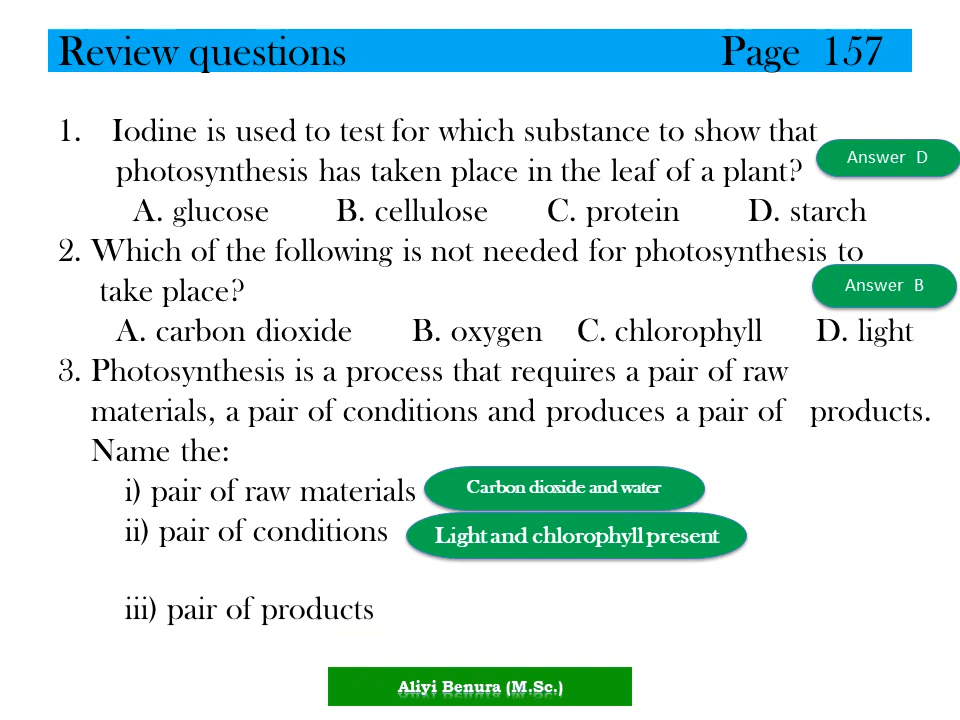 Review questions Page 157
1. Iodine is used to test for which substance to show that
photosynthesis has taken place in the leaf of a plant?
Answer D
A. glucose B. cellulose C. protein D. starch
2. Which of the following is not needed for photosynthesis to
take place?
Answer B
A. carbon dioxide B. oxygen C. chlorophyll D. light
3. Photosynthesis is a process that requires a pair of raw
materials, a pair of conditions and produces a pair of products.
Name the:
i) pair of raw materials Carbon dioxide and water
ii) pair of conditions Light and chlorophyll present
iii) pair of products
Aliyi Benura (M.Sc.)